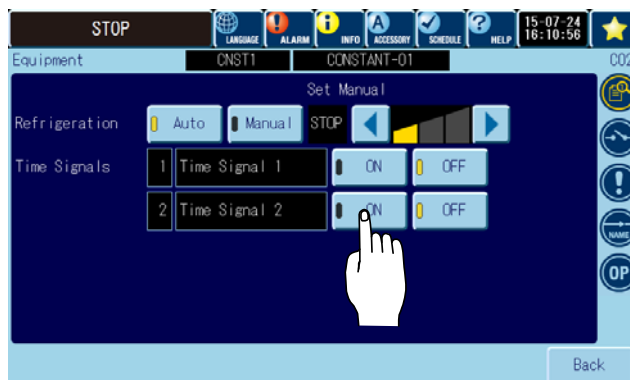 STOP
LANGUAGE ALARM INFO ACCESSORY SCHEDULE HELP
15-07-24
16:10:56
Equipment CNST1 CONSTANT-01 CO2
Set Manual
Refrigeration Auto Manual STOP
Time Signals 1 Time Signal 1 ON OFF
2 Time Signal 2 ON OFF
NAME
OP
Back